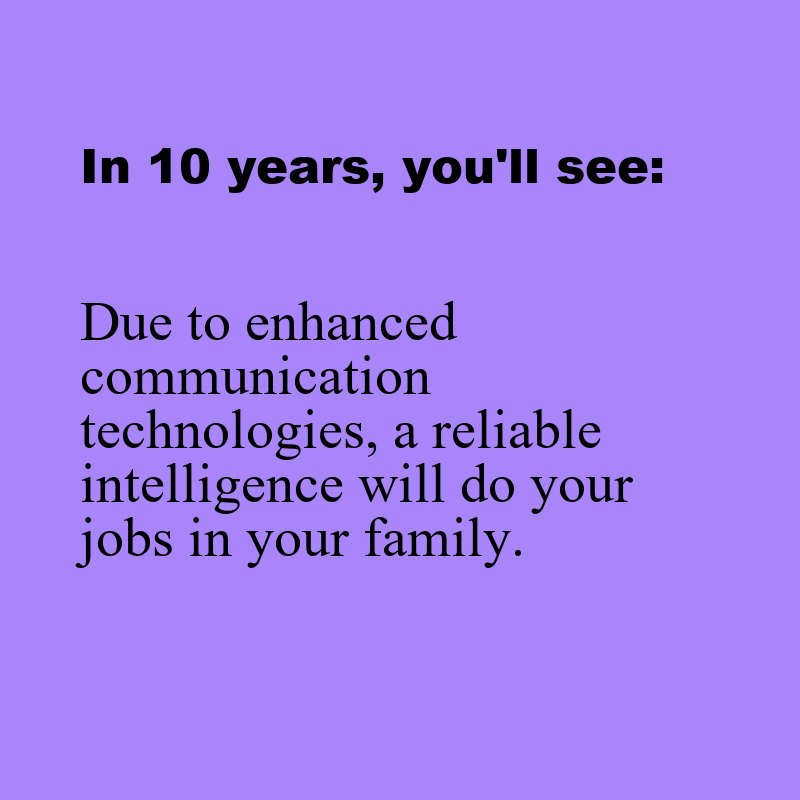 In 10 years, you'll see:
Due to enhanced
communication
technologies, a reliable
intelligence will do your
jobs in your family.